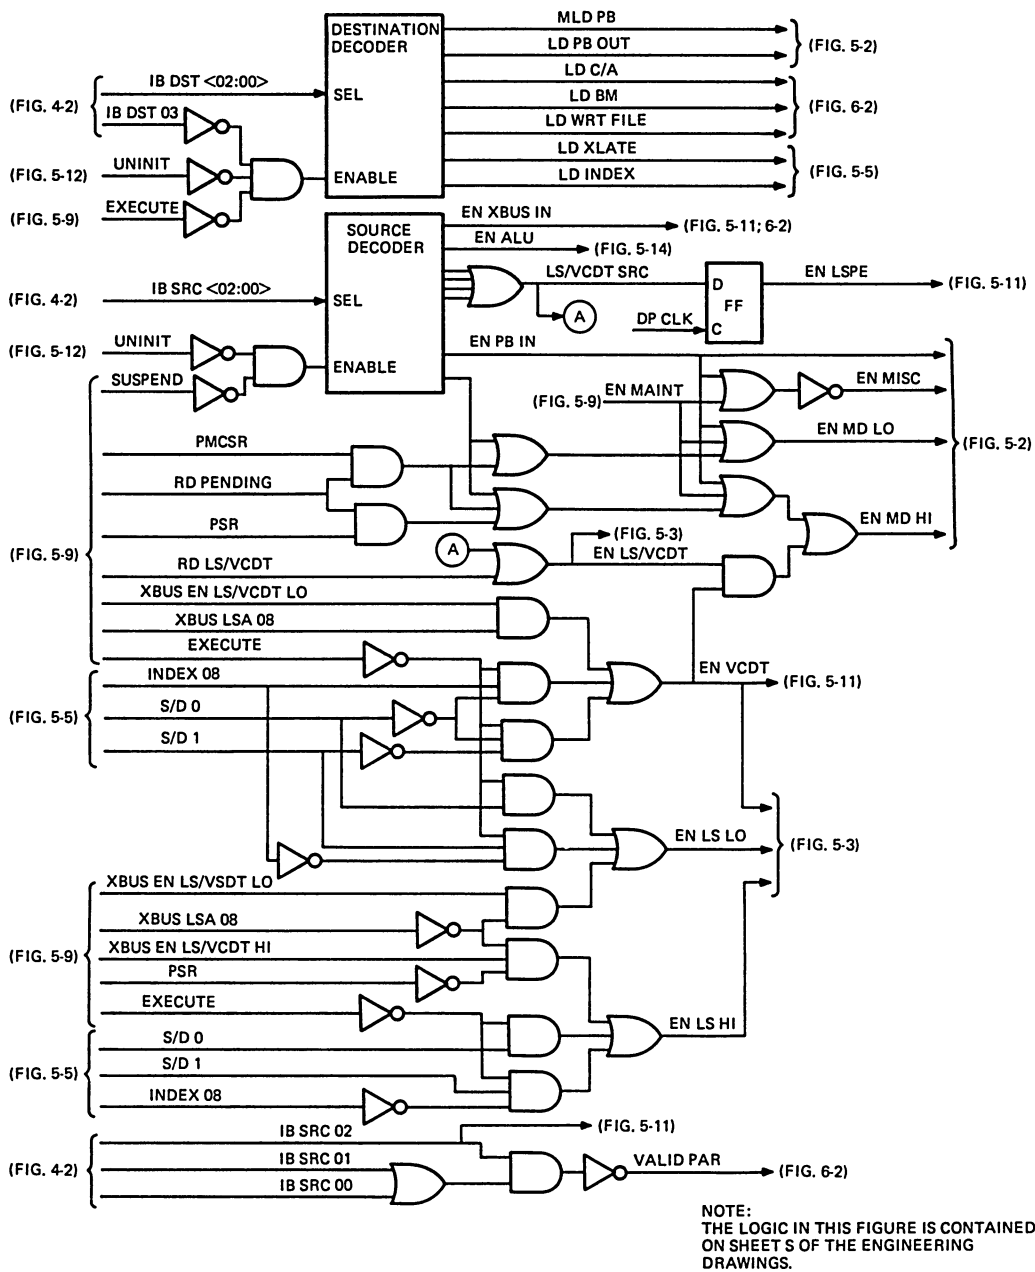 DESTINATION
DECODER
MLD PB
LD PB OUT
(FIG. 5-2)
IB DST <02:00>
SEL
LD C/A
(FIG. 4-2)
IB DST 03
LD BM
(FIG. 6-2)
LD WRT FILE
UNINIT
(FIG. 5-12)
LD XLATE
ENABLE
(FIG. 5-5)
LD INDEX
EXECUTE
(FIG. 5-9)
SOURCE
DECODER
EN XBUS IN
(FIG. 5-11; 6-2)
EN ALU
(FIG. 5-14)
LS/VCDT SRC
EN LSPE
IB SRC <02:00>
(FIG. 4-2)
SEL
D
FF
C
(FIG. 5-11)
A
DP CLK
UNINIT
(FIG. 5-12)
EN PB IN
ENABLE
SUSPEND
EN MAINT
(FIG. 5-9)
EN MISC
EN MD LO
(FIG. 5-2)
PMCSR
RD PENDING
PSR
EN MD HI
(FIG. 5-9)
A
(FIG. 5-3)
EN LS/VCDT
RD LS/VCDT
XBUS EN LS/VCDT LO
XBUS LSA 08
EXECUTE
INDEX 08
EN VCDT
(FIG. 5-11)
S/D 0
(FIG. 5-5)
S/D 1
EN LS LO
(FIG. 5-3)
XBUS EN LS/VSDT LO
XBUS LSA 08
XBUS EN LS/VCDT HI
(FIG. 5-9)
PSR
EXECUTE
EN LS HI
S/D 0
S/D 1
(FIG. 5-5)
INDEX 08
IB SRC 02
(FIG. 5-11)
IB SRC 01
(FIG. 4-2)
IB SRC 00
VALID PAR
(FIG. 6-2)
NOTE:
THE LOGIC IN THIS FIGURE IS CONTAINED
ON SHEET S OF THE ENGINEERING
DRAWINGS.